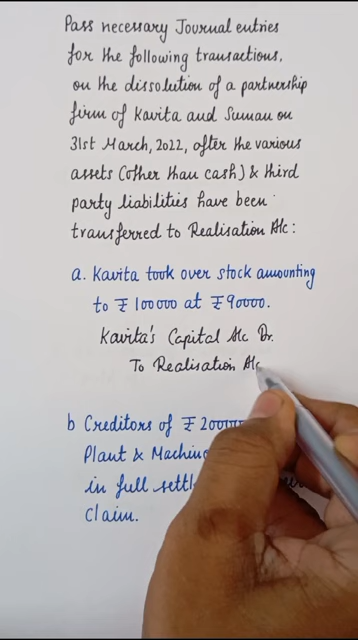 Pass necessary Journal entries
for the following transactions,
on the dissolution of a partnership
firm of Kavita and Suman on
31st March, 2022, after the various
assets (other than cash) & third
party liabilities have been
transferred to Realisation A/c:
a. Kavita took over stock amounting
to ₹100000 at ₹90000.
Kavita's Capital A/c Dr.
To Realisation A/c
b Creditors of
Plant &
in full
claim.